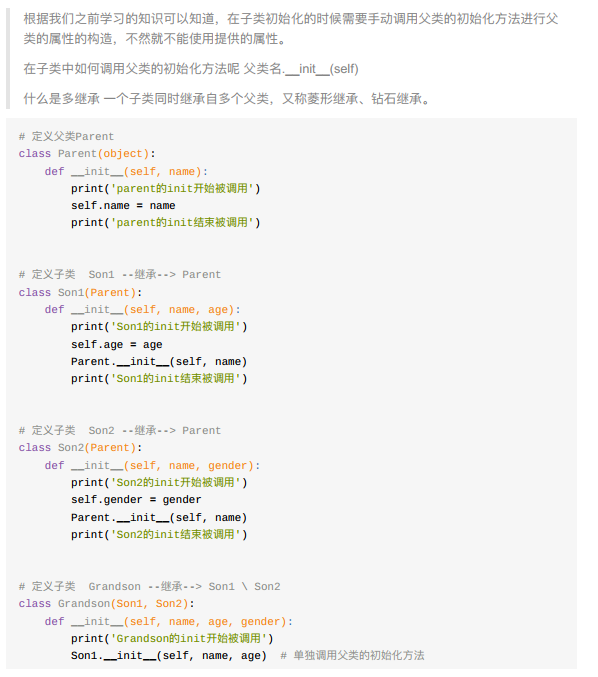 根据我们之前学习的知识可以知道，在子类初始化的时候需要手动调用父类的初始化方法进行父
类的属性的构造，不然就不能使用提供的属性。
在子类中如何调用父类的初始化方法呢 父类名.__init__(self)
什么是多继承 一个子类同时继承自多个父类，又称菱形继承、钻石继承。
# 定义父类Parent
class Parent(object):
    def __init__(self, name):
        print('parent的init开始被调用')
        self.name = name
        print('parent的init结束被调用')
# 定义子类  Son1 --继承--> Parent
class Son1(Parent):
    def __init__(self, name, age):
        print('Son1的init开始被调用')
        self.age = age
        Parent.__init__(self, name)
        print('Son1的init结束被调用')
# 定义子类  Son2 --继承--> Parent
class Son2(Parent):
    def __init__(self, name, gender):
        print('Son2的init开始被调用')
        self.gender = gender
        Parent.__init__(self, name)
        print('Son2的init结束被调用')
# 定义子类  Grandson --继承--> Son1 \ Son2
class Grandson(Son1, Son2):
    def __init__(self, name, age, gender):
        print('Grandson的init开始被调用')
        Son1.__init__(self, name, age)  # 单独调用父类的初始化方法